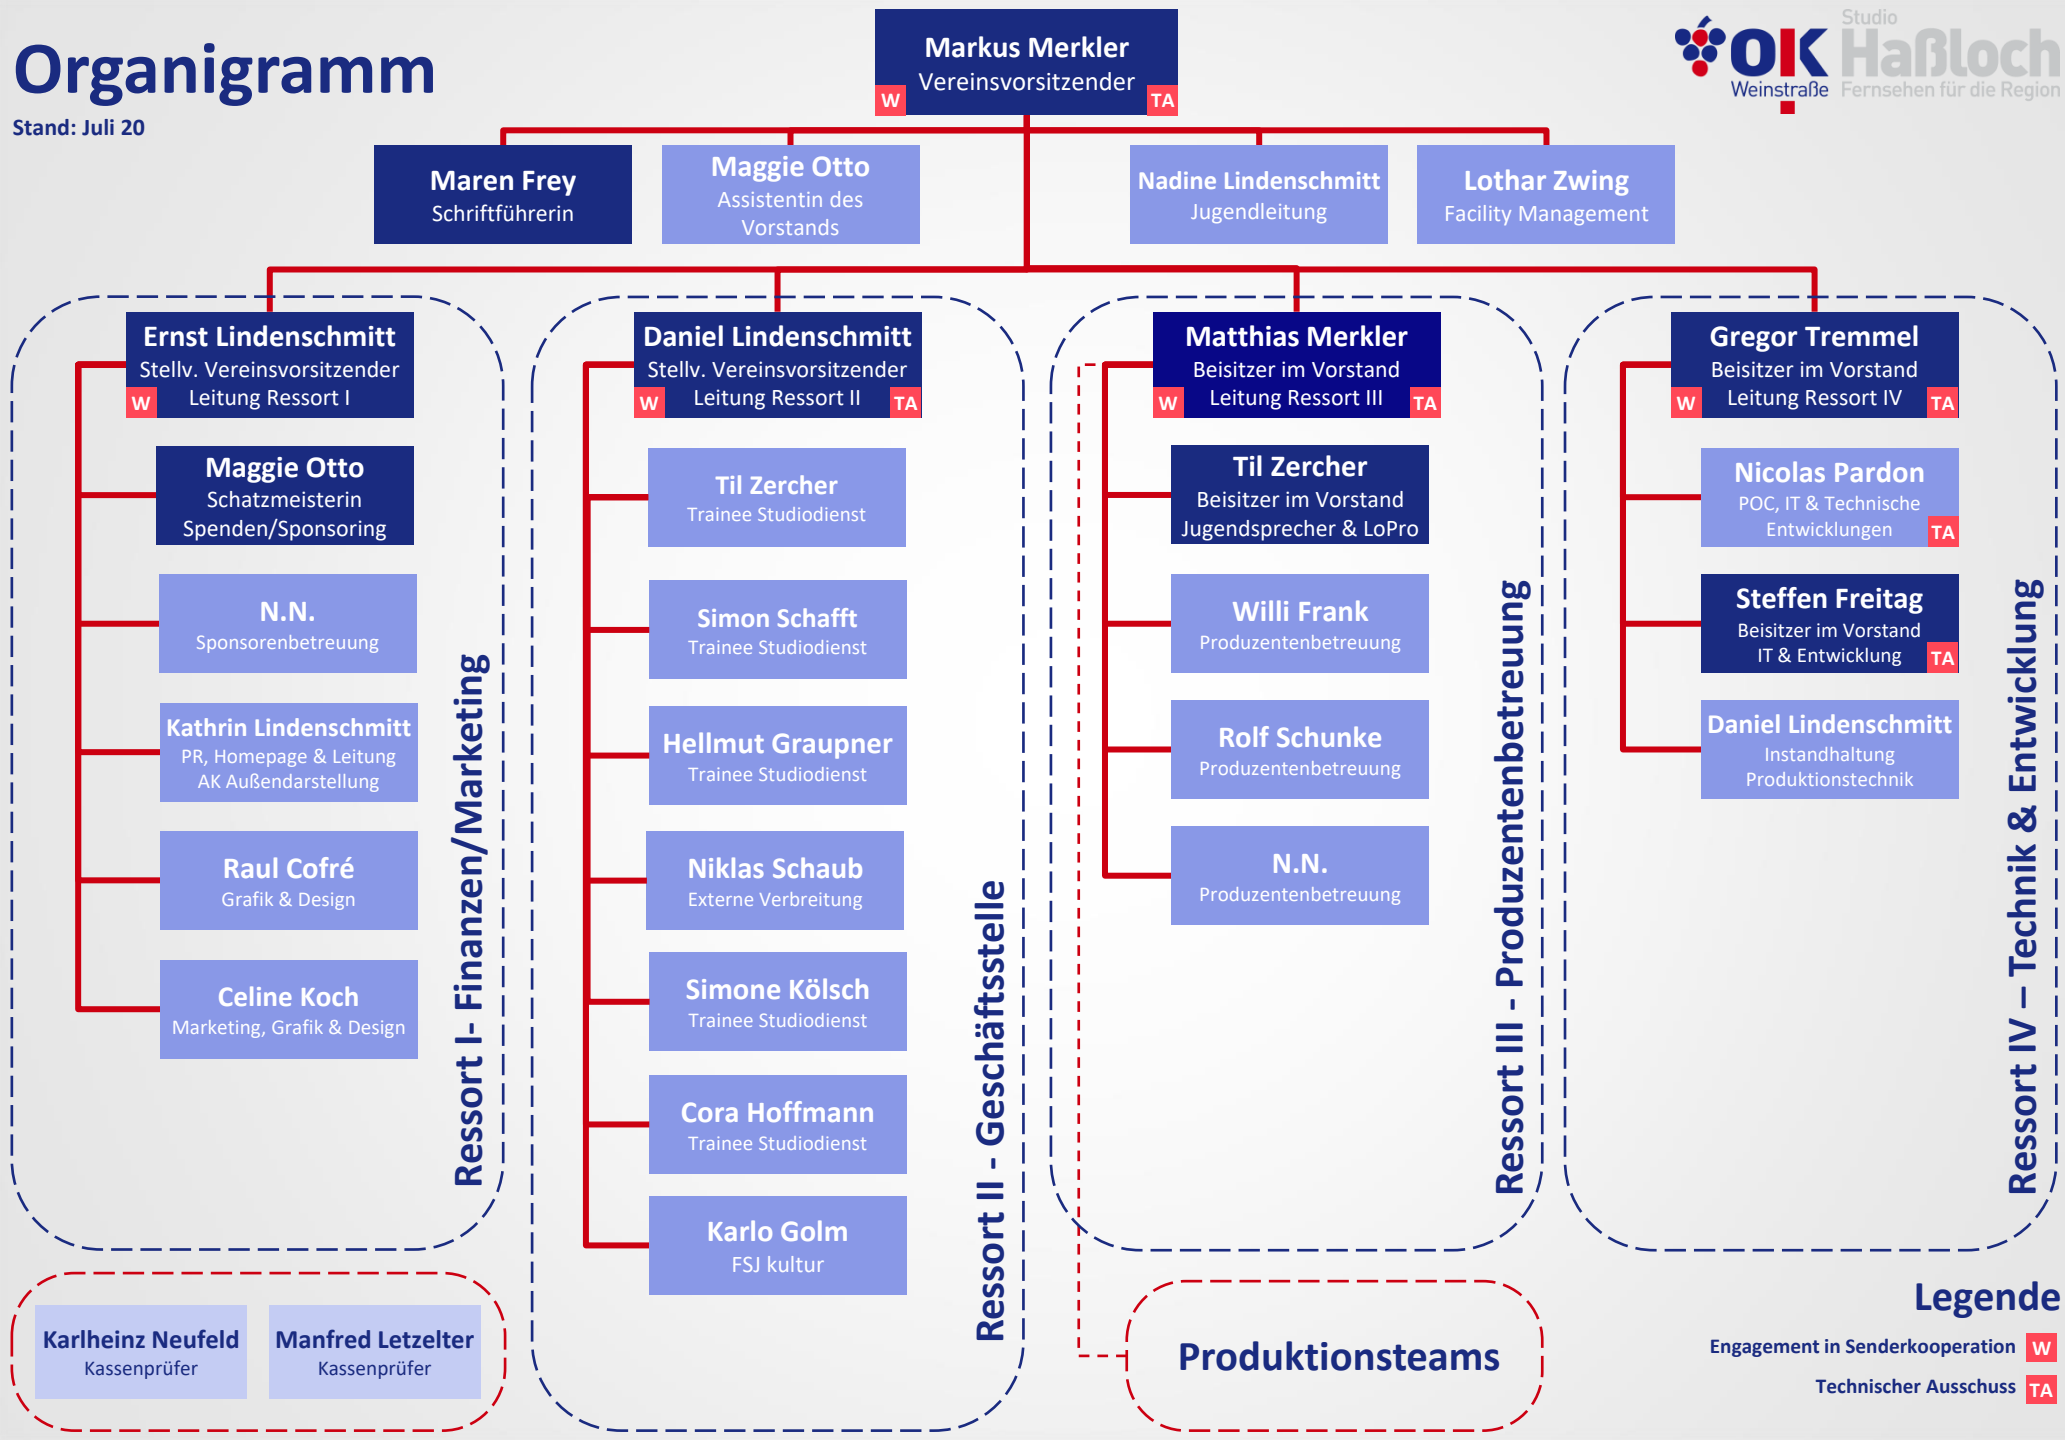 Organigramm
Stand: Juli 20
Markus Merkler
Vereinsvorsitzender
W
TA
Studio
OK Haßloch
Weinstraße Fernsehen für die Region
Maren Frey
Schriftführerin
Maggie Otto
Assistentin des
Vorstands
Nadine Lindenschmitt
Jugendleitung
Lothar Zwing
Facility Management
Ernst Lindenschmitt
Stellv. Vereinsvorsitzender
Leitung Ressort I
W
Maggie Otto
Schatzmeisterin
Spenden/Sponsoring
N.N.
Sponsorenbetreuung
Kathrin Lindenschmitt
PR, Homepage & Leitung
AK Außendarstellung
Raul Cofré
Grafik & Design
Celine Koch
Marketing, Grafik & Design
Ressort I- Finanzen/Marketing
Daniel Lindenschmitt
Stellv. Vereinsvorsitzender
Leitung Ressort II
W
TA
Til Zercher
Trainee Studiodienst
Simon Schafft
Trainee Studiodienst
Hellmut Graupner
Trainee Studiodienst
Niklas Schaub
Externe Verbreitung
Simone Kölsch
Trainee Studiodienst
Cora Hoffmann
Trainee Studiodienst
Karlo Golm
FSJ kultur
Ressort II - Geschäftsstelle
Matthias Merkler
Beisitzer im Vorstand
Leitung Ressort III
W
TA
Til Zercher
Beisitzer im Vorstand
Jugendsprecher & LoPro
Willi Frank
Produzentenbetreuung
Rolf Schunke
Produzentenbetreuung
N.N.
Produzentenbetreuung
Ressort III - Produzentenbetreuung
Gregor Tremmel
Beisitzer im Vorstand
Leitung Ressort IV
W
TA
Nicolas Pardon
POC, IT & Technische
Entwicklungen
TA
Steffen Freitag
Beisitzer im Vorstand
IT & Entwicklung
TA
Daniel Lindenschmitt
Instandhaltung
Produktionstechnik
Ressort IV – Technik & Entwicklung
Karlheinz Neufeld
Kassenprüfer
Manfred Letzelter
Kassenprüfer
Produktionsteams
Legende
Engagement in Senderkooperation W
Technischer Ausschuss TA